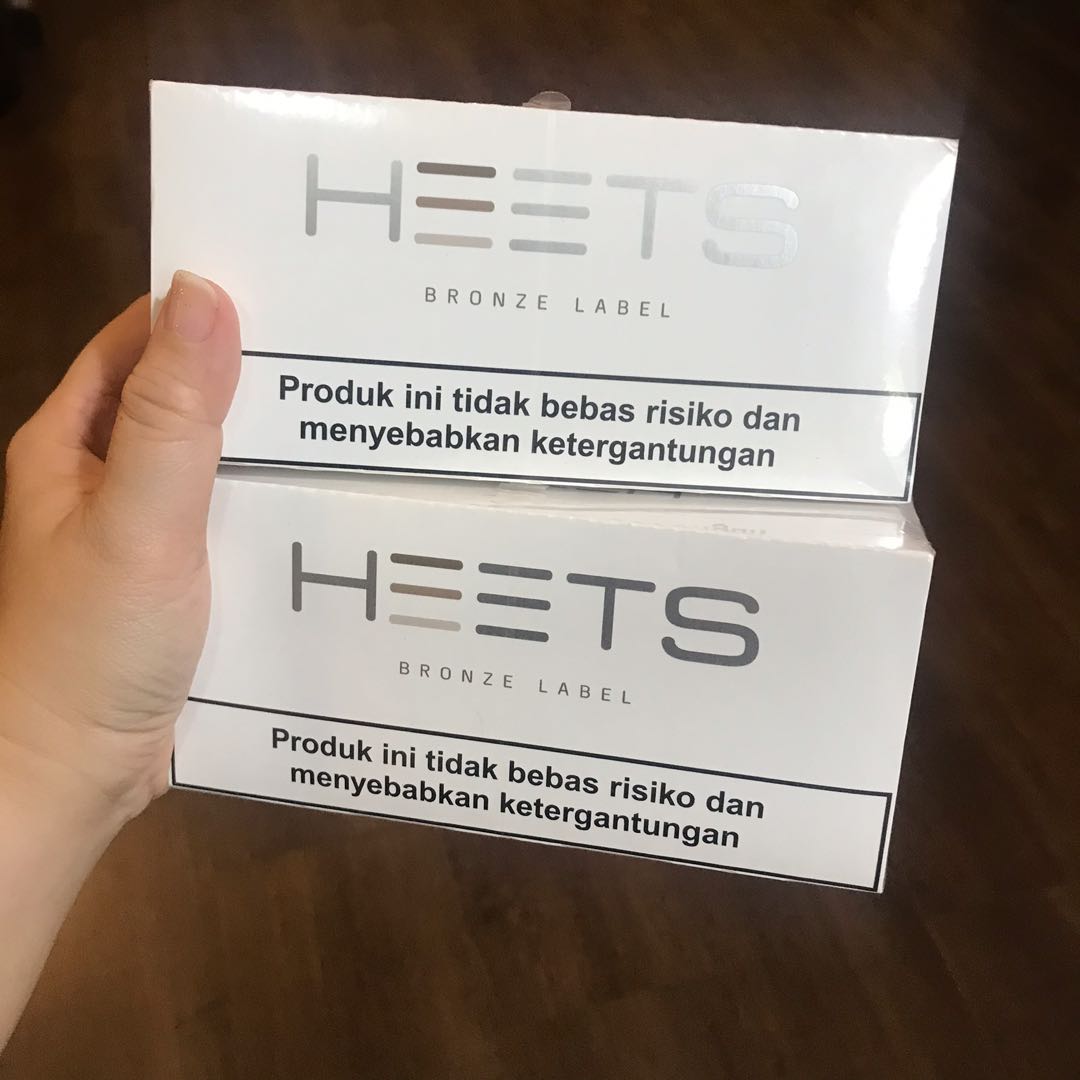 HEETS
BRONZE LABEL
Produk ini tidak bebas risiko dan
menyebabkan ketergantungan
HEETS
BRONZE LABEL
Produk ini tidak bebas risiko dan
menyebabkan ketergantungan